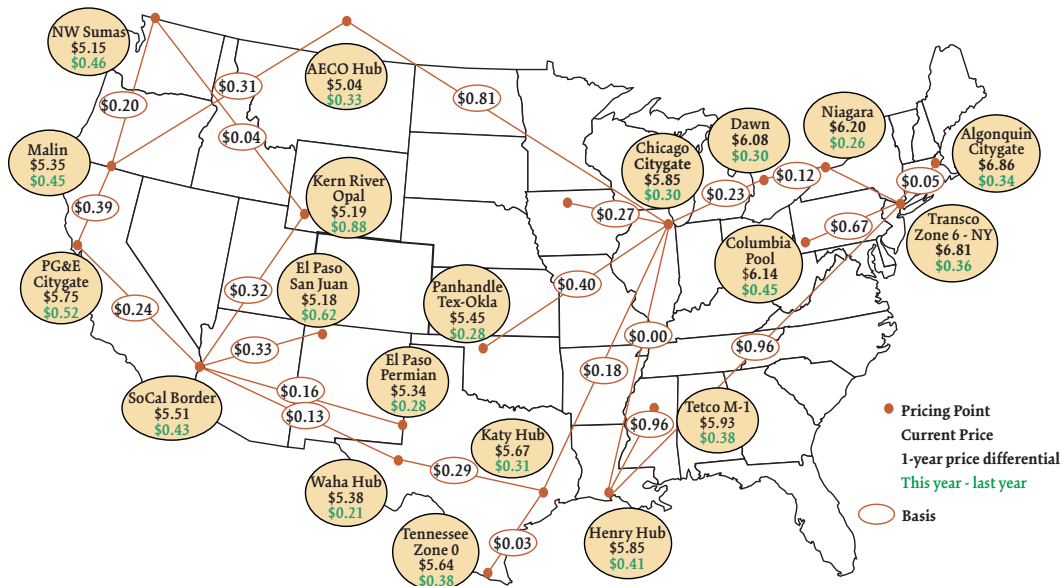 NW Sumas
$5.15
$0.46
AECO Hub
$5.04
$0.33
$0.31
$0.81
$0.20
$0.04
Malin
$5.35
$0.45
Kern River
Opal
$5.19
$0.88
Chicago
Citygate
$5.85
$0.30
Dawn
$6.08
$0.30
Niagara
$6.20
$0.26
Algonquin
Citygate
$6.86
$0.34
$0.12
$0.05
$0.23
$0.27
$0.39
$0.67
Transco
Zone 6 - NY
$6.81
$0.36
PG&E
Citygate
$5.75
$0.52
$0.24
$0.32
El Paso
San Juan
$5.18
$0.62
Panhandle
Tex-Okla
$5.45
$0.28
$0.40
Columbia
Pool
$6.14
$0.45
$0.33
$0.00
$0.96
$0.18
SoCal Border
$5.51
$0.43
$0.16
$0.13
El Paso
Permian
$5.34
$0.28
Katy Hub
$5.67
$0.31
$0.96
Tetco M-1
$5.93
$0.38
Waha Hub
$5.38
$0.21
$0.29
Tennessee
Zone 0
$5.64
$0.38
$0.03
Henry Hub
$5.85
$0.41
Pricing Point
Current Price
1-year price differential
This year - last year
Basis